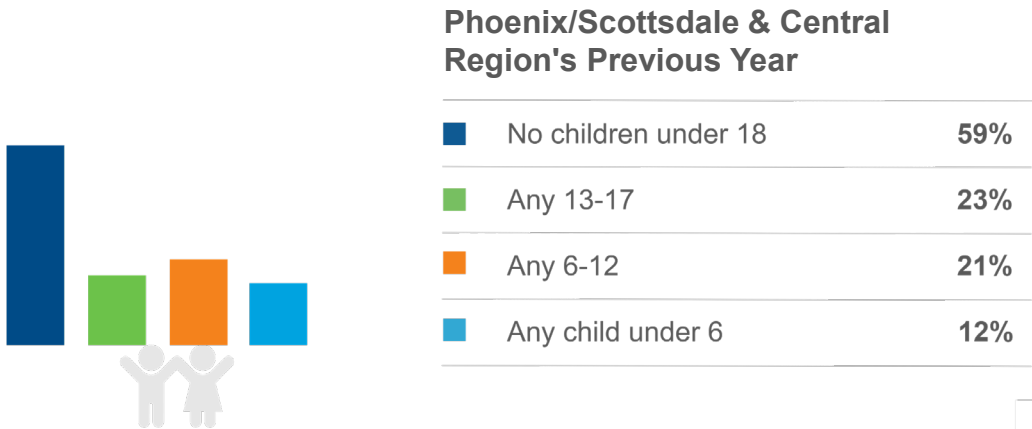 Phoenix/Scottsdale & Central
Region's Previous Year
No children under 18 59%
Any 13-17 23%
Any 6-12 21%
Any child under 6 12%